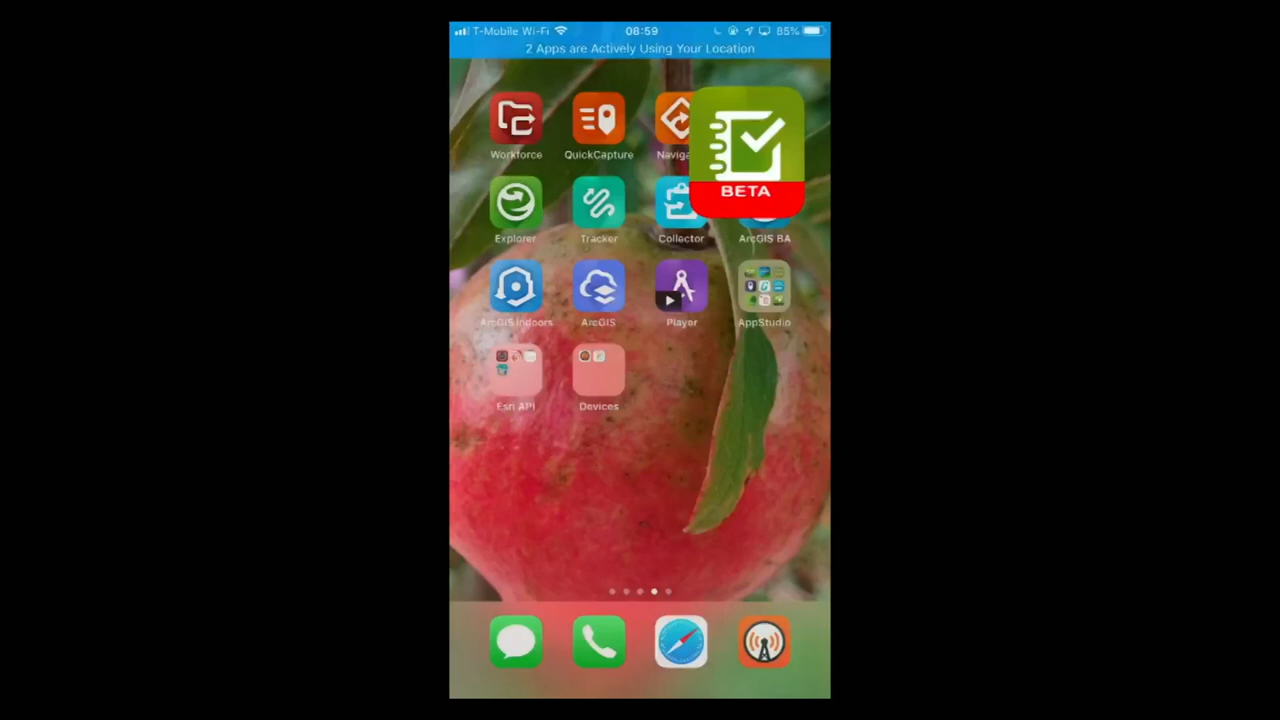 T-Mobile Wi-Fi 08:59 85%
2 Apps are Actively Using Your Location
Workforce QuickCapture Naviga BETA
Explorer Tracker Collector ArcGIS BA
ArcGIS Indoors ArcGIS Player AppStudio
Esri API Devices